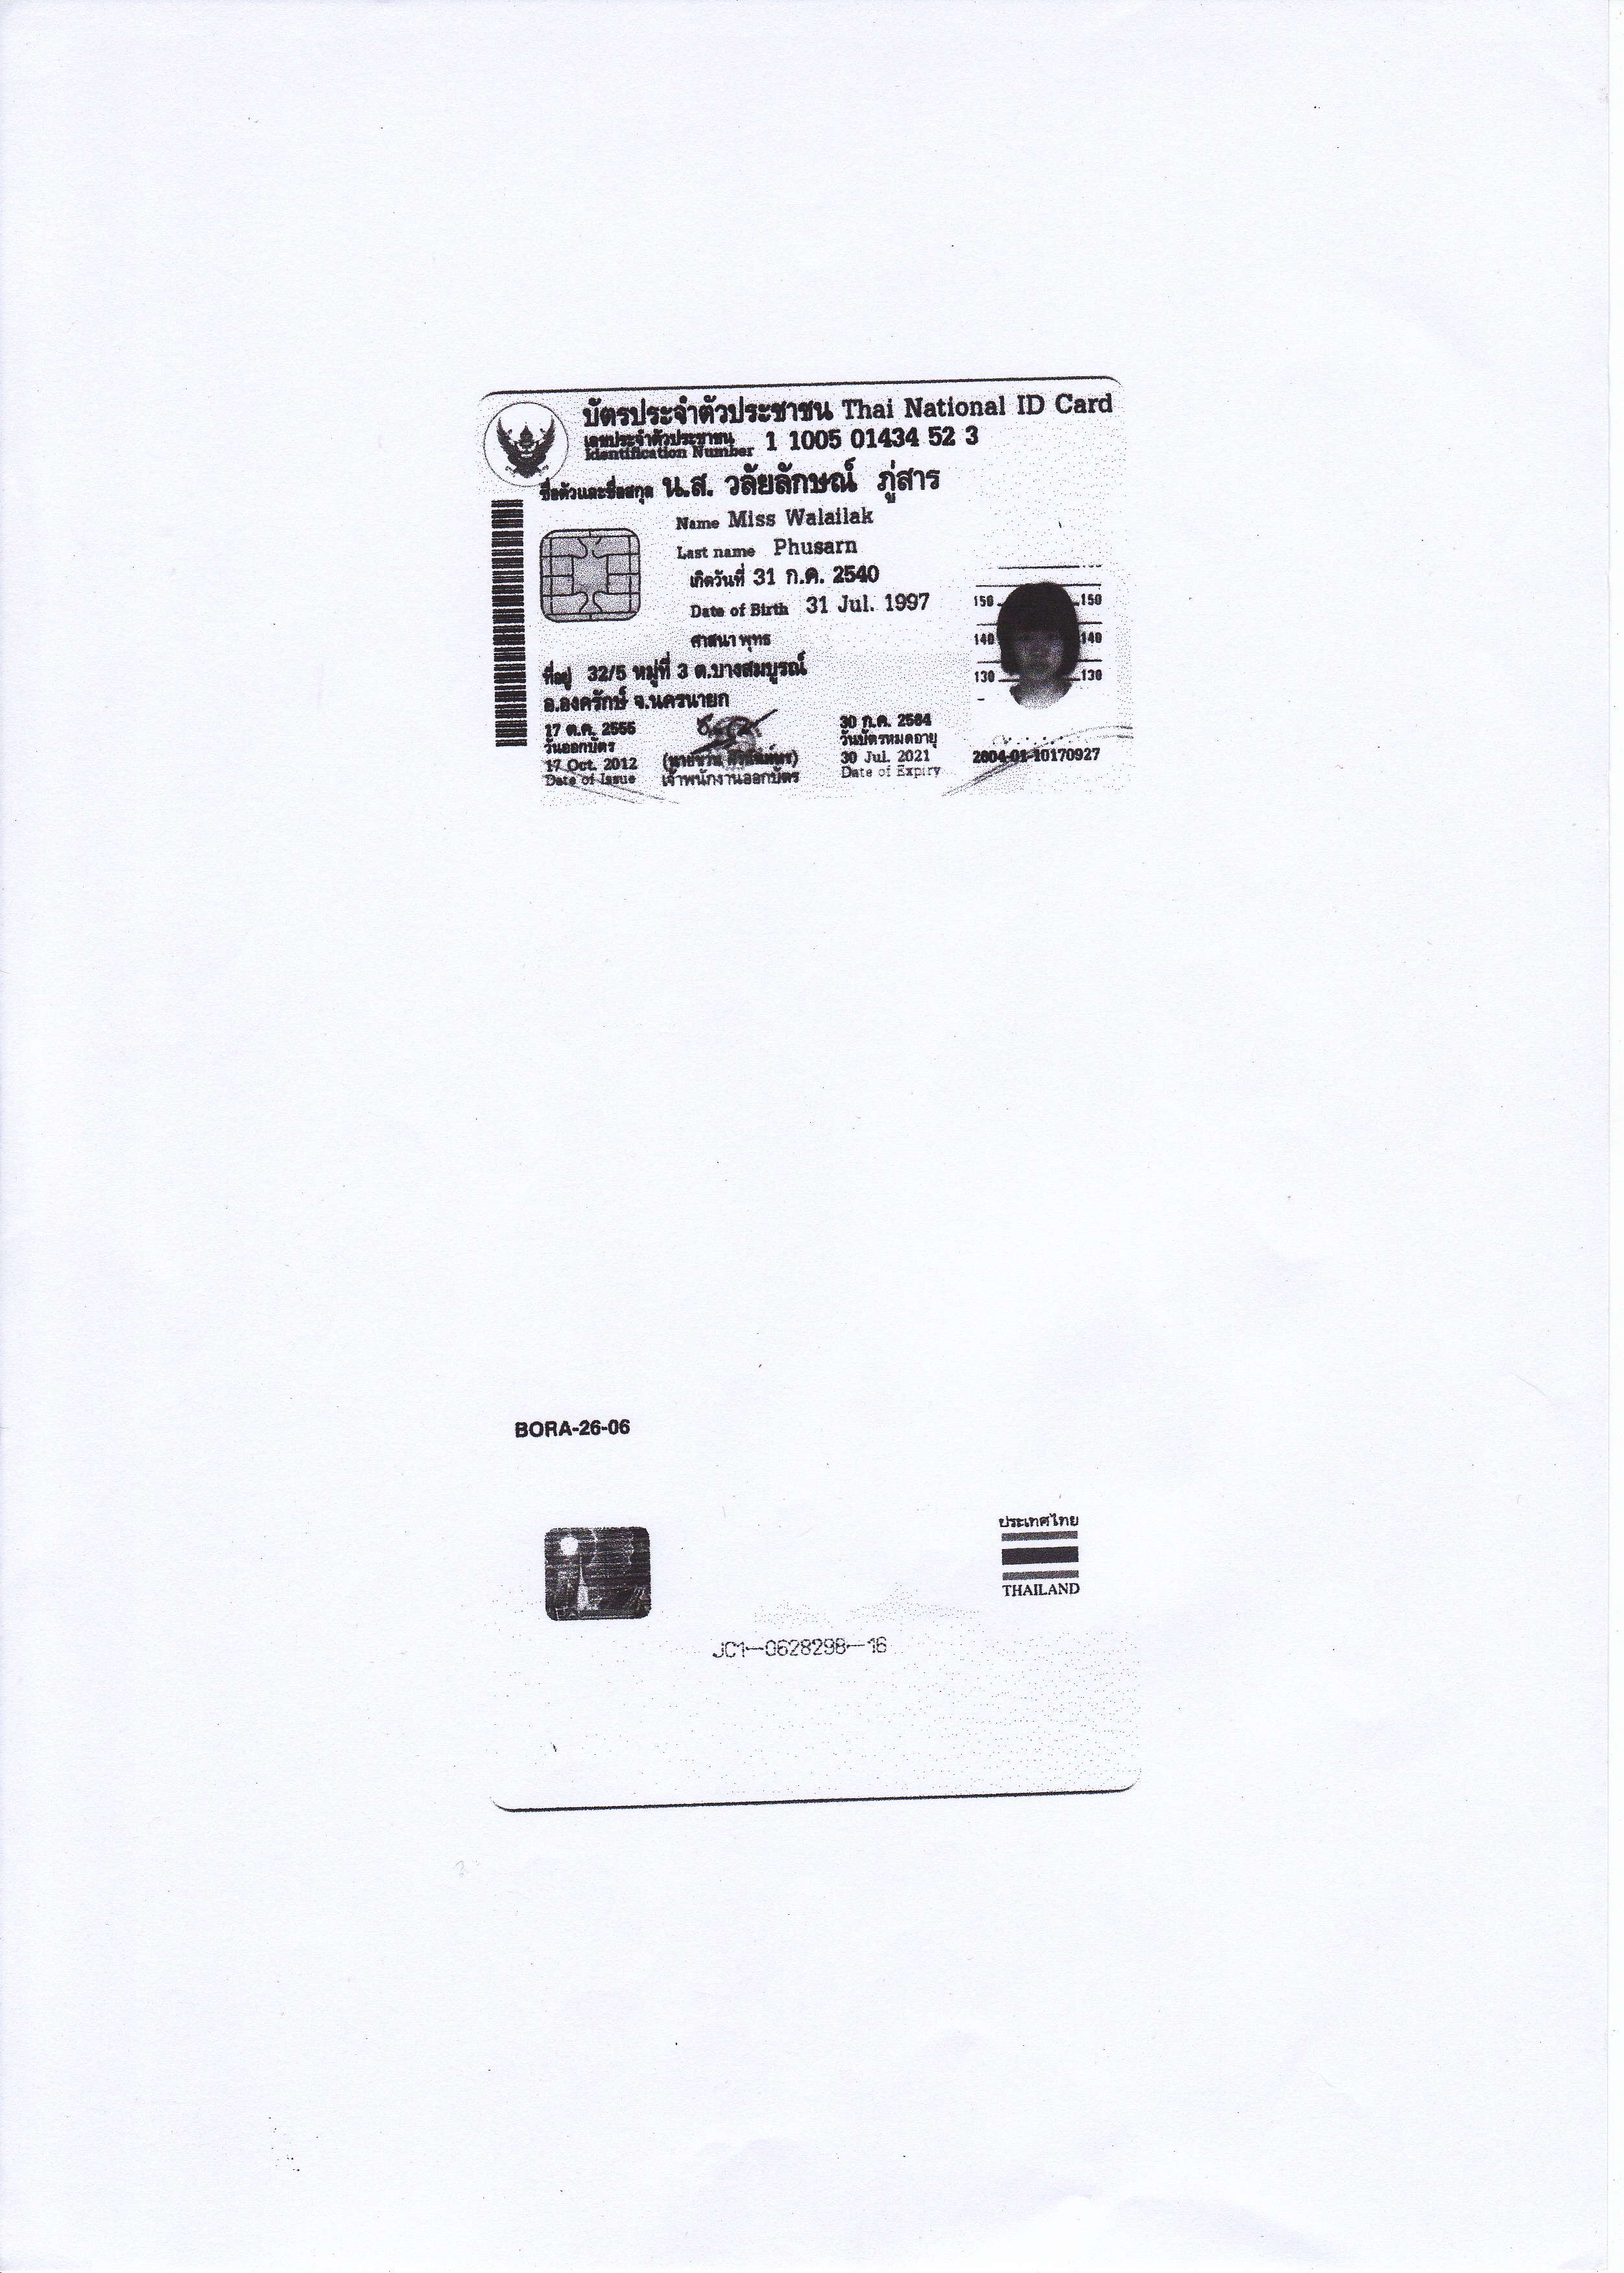 บัตรประจำตัวประชาชน Thai National ID Card
เลขประจำตัวประชาชน
Identification Number 1 1005 01434 52 3
ชื่อตัวและชื่อสกุล น.ส. วลัยลักษณ์ ภู่สาร
Name Miss Walailak
Last name Phusarn
เกิดวันที่ 31 ก.ค. 2540
Date of Birth 31 Jul. 1997
ศาสนา พุทธ
ที่อยู่ 32/5 หมู่ที่ 3 ต.บางสมบูรณ์
อ.องครักษ์ จ.นครนายก
150 150
140 140
130 130
17 ต.ค. 2555
วันออกบัตร
17 Oct. 2012
Date of Issue
เจ้าพนักงานออกบัตร
30 ก.ค. 2564
วันบัตรหมดอายุ
30 Jul. 2021
Date of Expiry
2604-01-10170927
BORA-26-06
ประเทศไทย
THAILAND
JC1-0628298-16